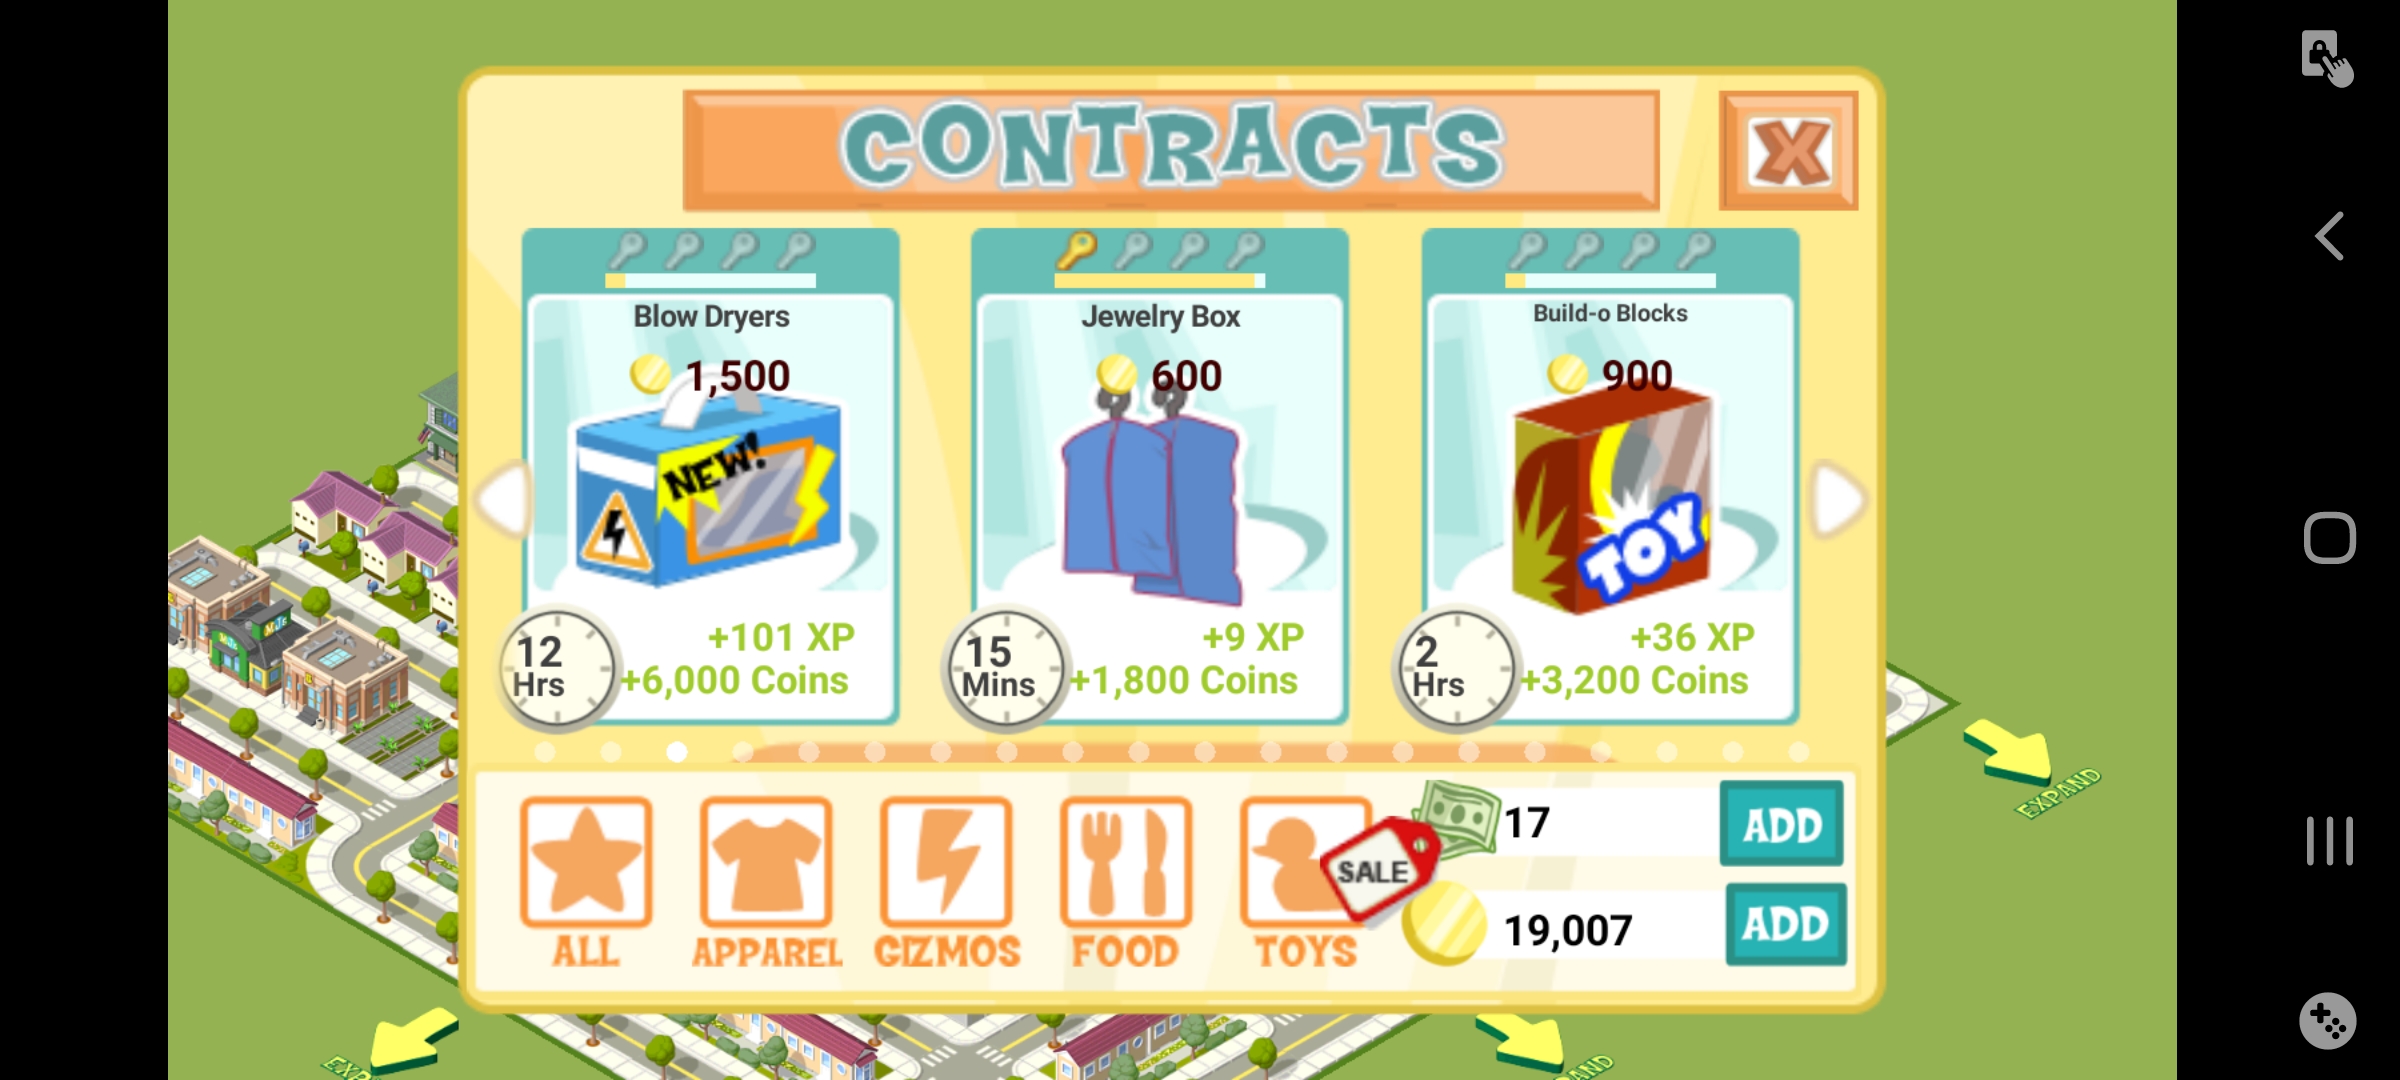 CONTRACTS
X
Blow Dryers
1,500
NEW!
12
Hrs
+101 XP
+6,000 Coins
Jewelry Box
600
15
Mins
+9 XP
+1,800 Coins
Build-o Blocks
900
TOY
2
Hrs
+36 XP
+3,200 Coins
ALL
APPAREL
GIZMOS
FOOD
TOYS
SALE
17
ADD
19,007
ADD
EXPAND
EXP
AND